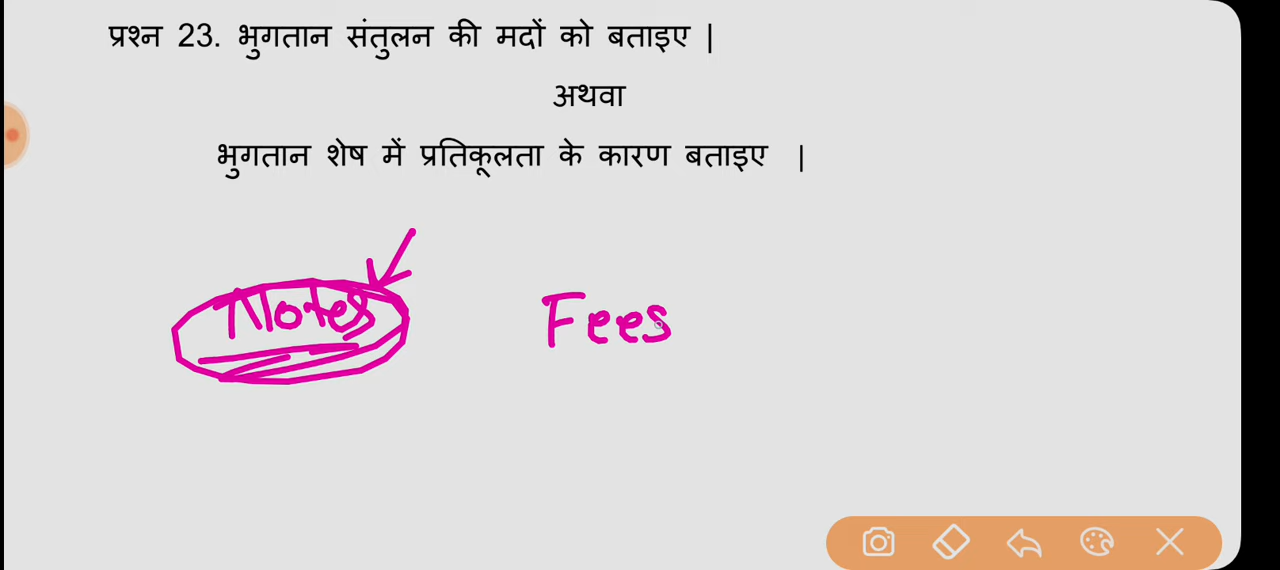 प्रश्न 23. भुगतान संतुलन की मदों को बताइए |
अथवा
भुगतान शेष में प्रतिकूलता के कारण बताइए |
Notes Fees